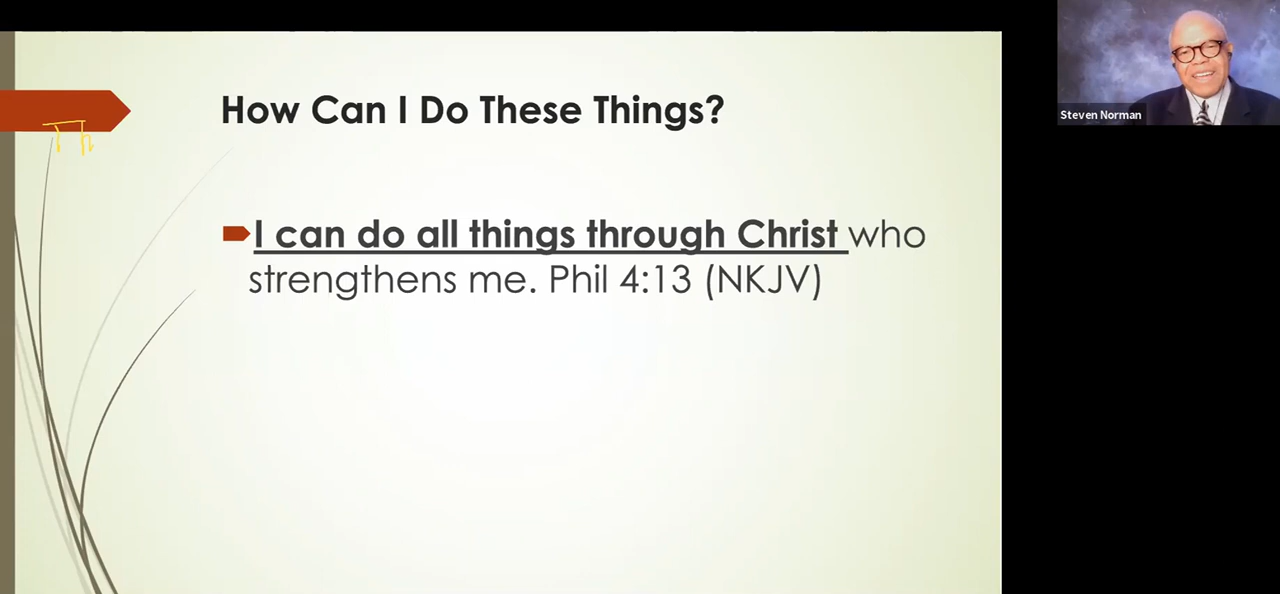 How Can I Do These Things?
I can do all things through Christ who
strengthens me. Phil 4:13 (NKJV)
Steven Norman